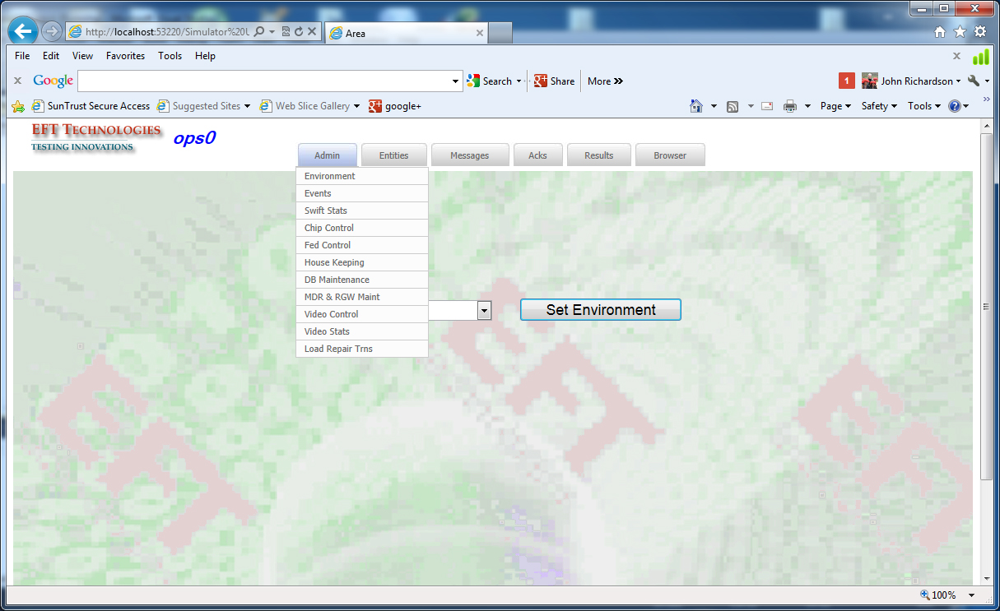 http://localhost:53220/Simulator%20U
Area
File Edit View Favorites Tools Help
Google Search Share More 1 John Richardson
SunTrust Secure Access Suggested Sites Web Slice Gallery google+ Page Safety Tools
EFT TECHNOLOGIES
TESTING INNOVATIONS
ops0
Admin Entities Messages Acks Results Browser
Environment
Events
Swift Stats
Chip Control
Fed Control
House Keeping
DB Maintenance
MDR & RGW Maint
Video Control
Video Stats
Load Repair Trns
Set Environment
EFT
EFT
EFT
100%